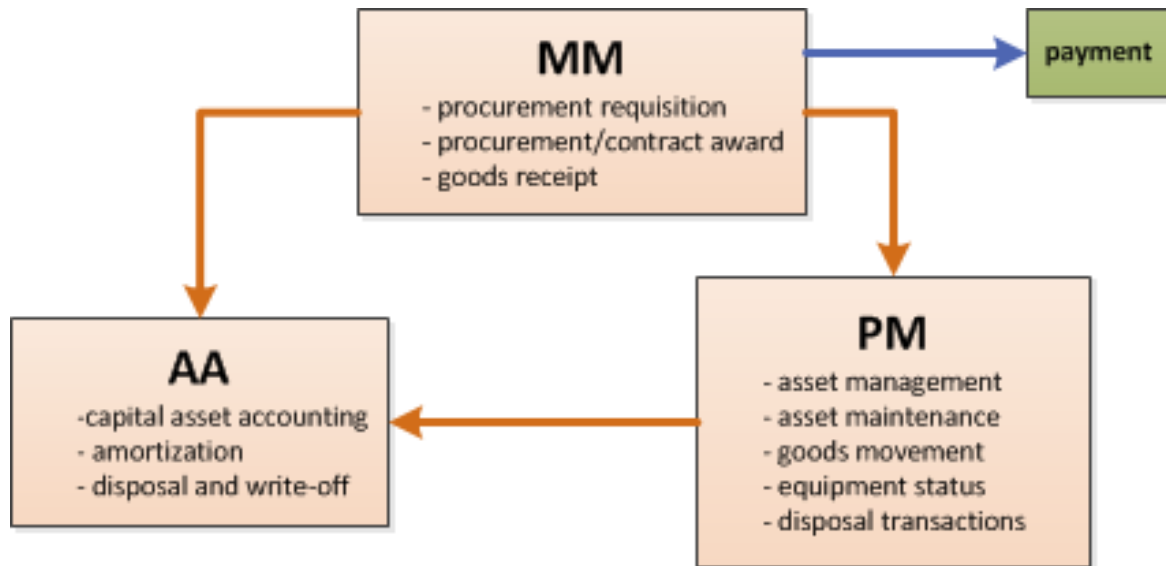 MM
- procurement requisition
- procurement/contract award
- goods receipt
payment
AA
-capital asset accounting
- amortization
- disposal and write-off
PM
- asset management
- asset maintenance
- goods movement
- equipment status
- disposal transactions